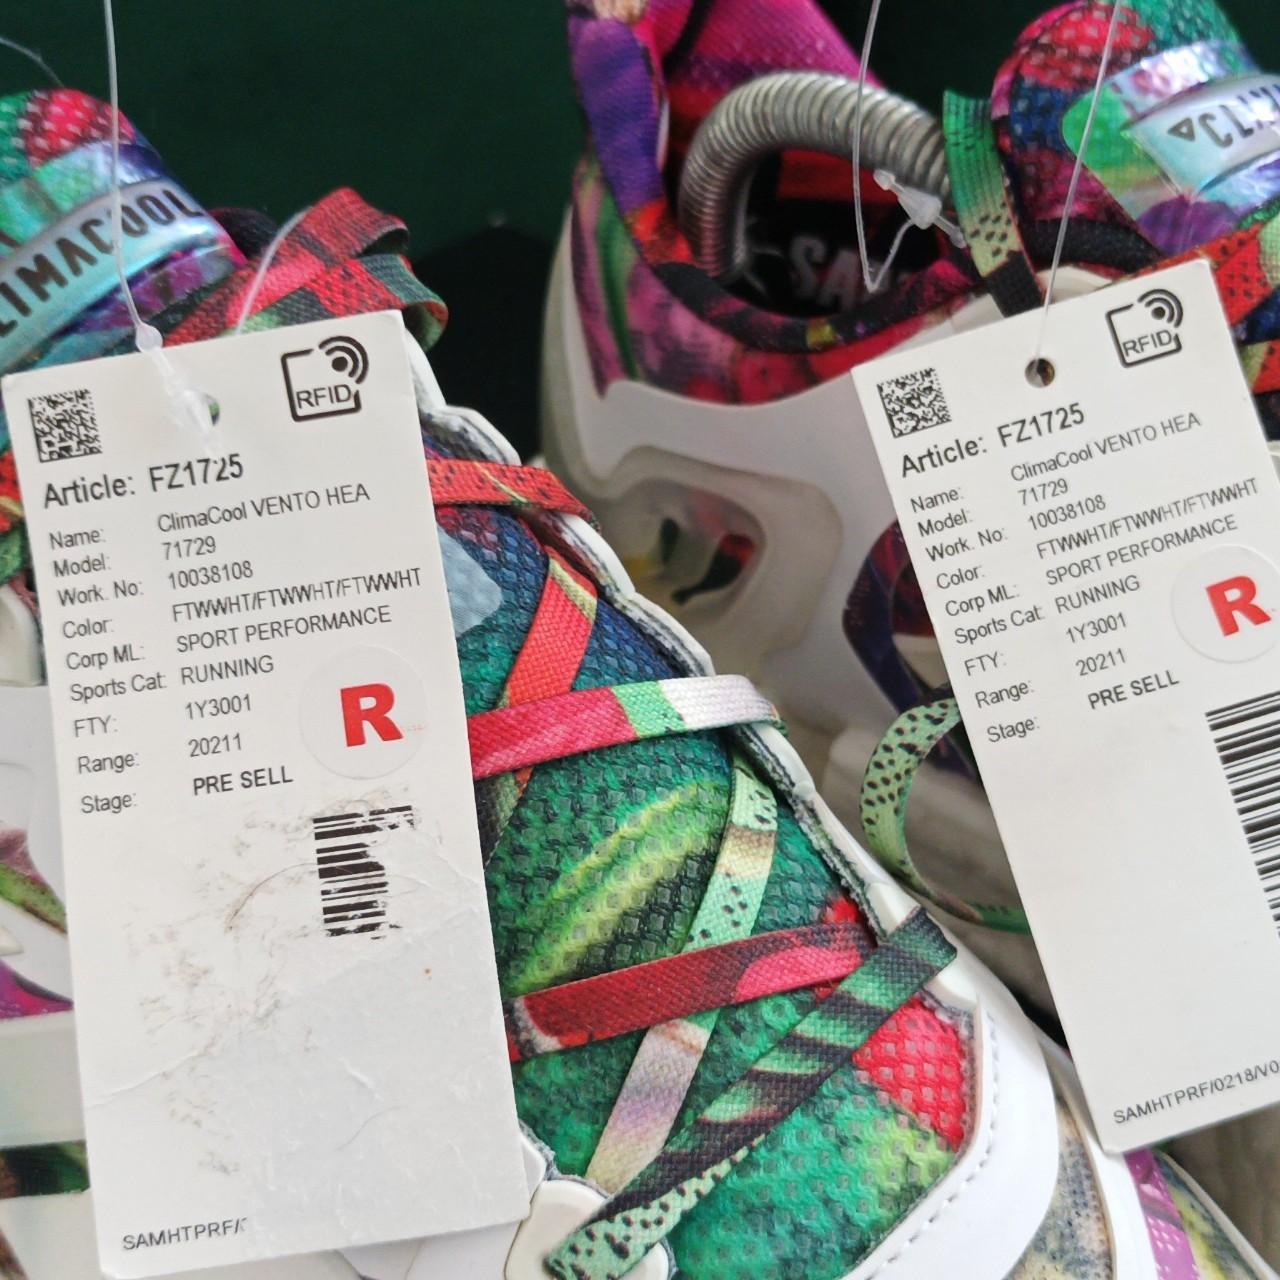 CLIMACOOL
RFID
Article: FZ1725
Name: ClimaCool VENTO HEA
Model: 71729
Work. No: 10038108
Color: FTWWHT/FTWWHT/FTWWHT
Corp ML: SPORT PERFORMANCE
Sports Cat: RUNNING
FTY: 1Y3001
Range: 20211
Stage: PRE SELL
R
SAMHTPRF/
SAM
RFID
Article: FZ1725
Name: ClimaCool VENTO HEA
Model: 71729
Work. No: 10038108
Color: FTWWHT/FTWWHT/FTWWHT
Corp ML: SPORT PERFORMANCE
Sports Cat: RUNNING
FTY: 1Y3001
Range: 20211
Stage: PRE SELL
R
SAMHTPRF/0218/V0